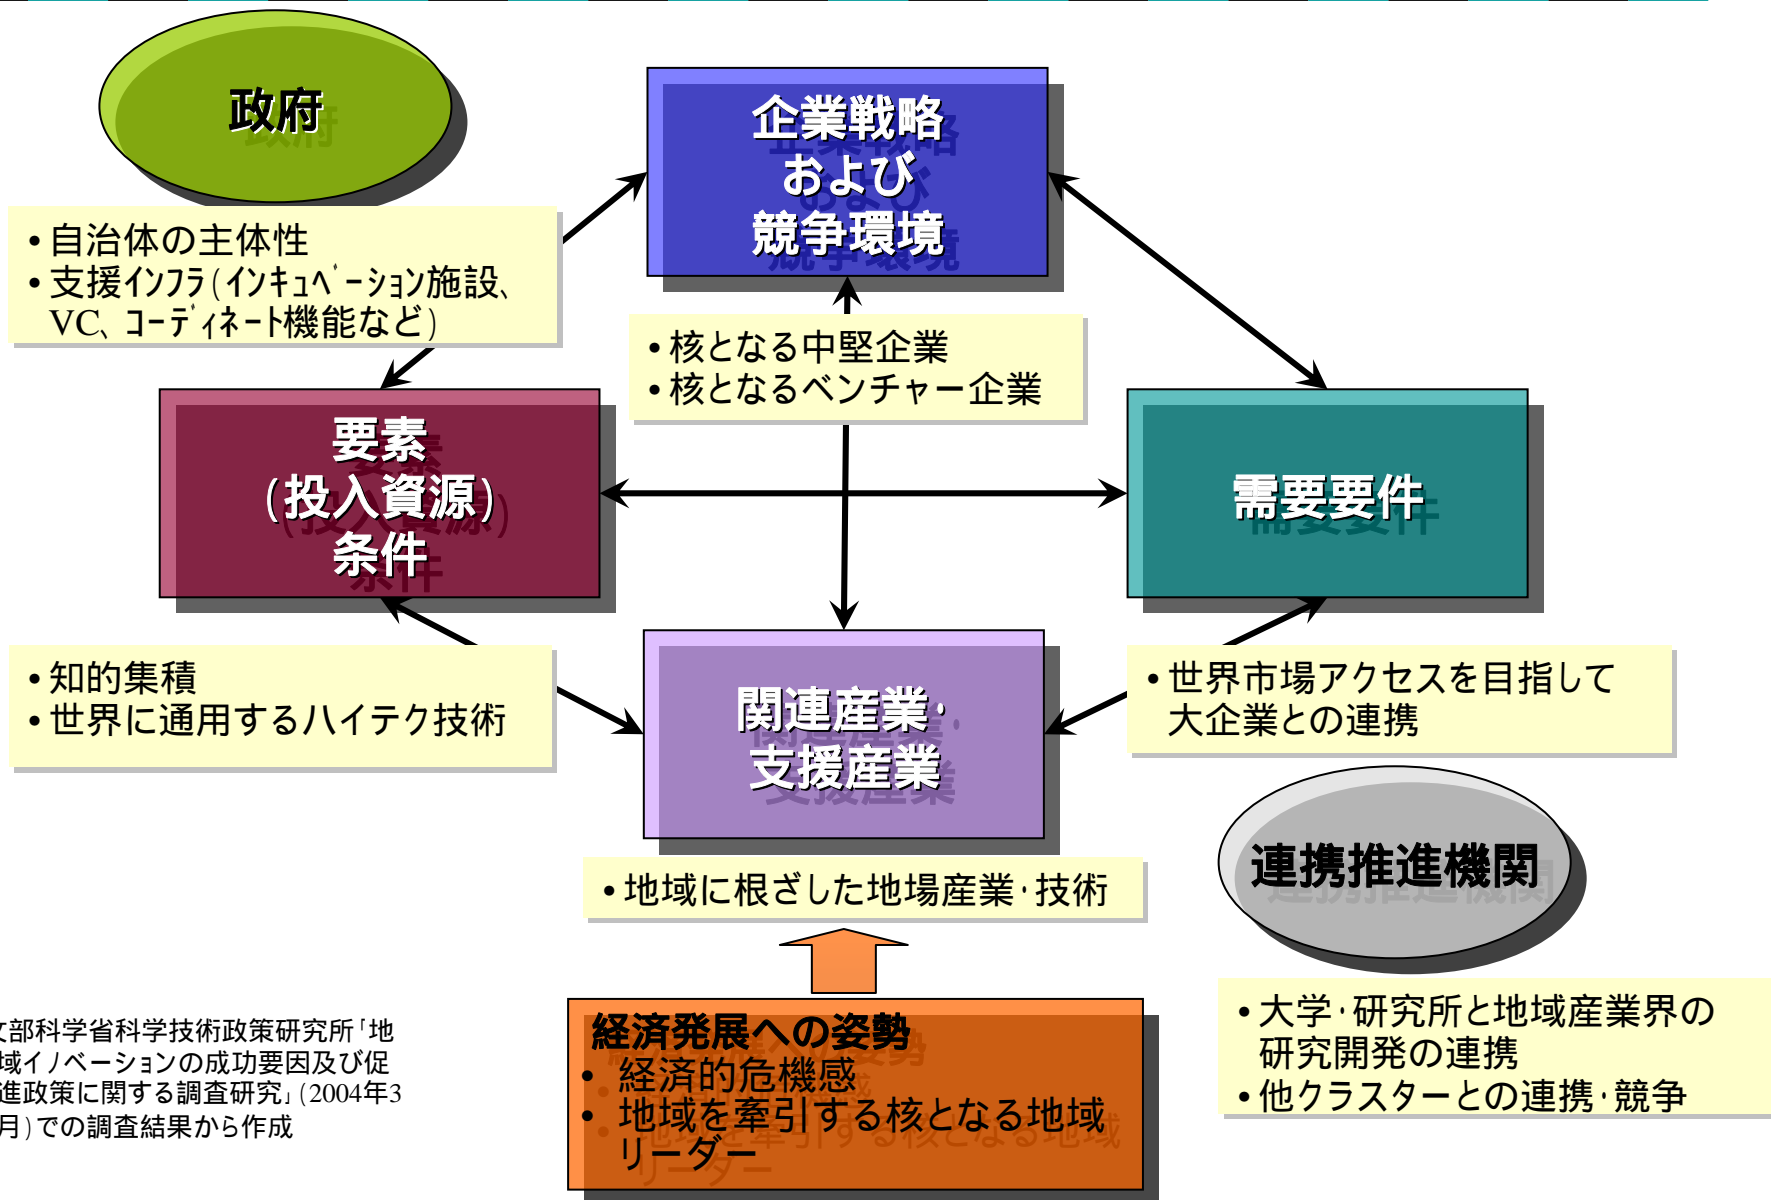 政府
• 自治体の主体性
• 支援ｲﾝﾌﾗ(ｲﾝｷｭﾍﾞｰｼｮﾝ施設、
VC、ｺｰﾃﾞｨﾈｰﾄ機能など)
企業戦略
および
競争環境
• 核となる中堅企業
• 核となるベンチャー企業
要素
(投入資源)
条件
需要要件
• 知的集積
• 世界に通用するハイテク技術
関連産業・
支援産業
• 世界市場アクセスを目指して
大企業との連携
• 地域に根ざした地場産業・技術
連携推進機関
• 大学・研究所と地域産業界の
研究開発の連携
• 他クラスターとの連携・競争
経済発展への姿勢
• 経済的危機感
• 地域を牽引する核となる地域
リーダー
文部科学省科学技術政策研究所「地
域イノベーションの成功要因及び促
進政策に関する調査研究」(2004年3
月)での調査結果から作成